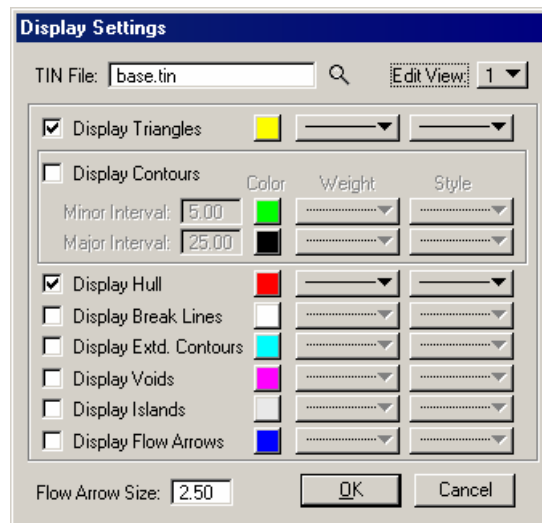 Display Settings
TIN File: base.tin Edit View: 1
Display Triangles
Display Contours Color Weight Style
Minor Interval: 5.00
Major Interval: 25.00
Display Hull
Display Break Lines
Display Extd. Contours
Display Voids
Display Islands
Display Flow Arrows
Flow Arrow Size: 2.50 OK Cancel